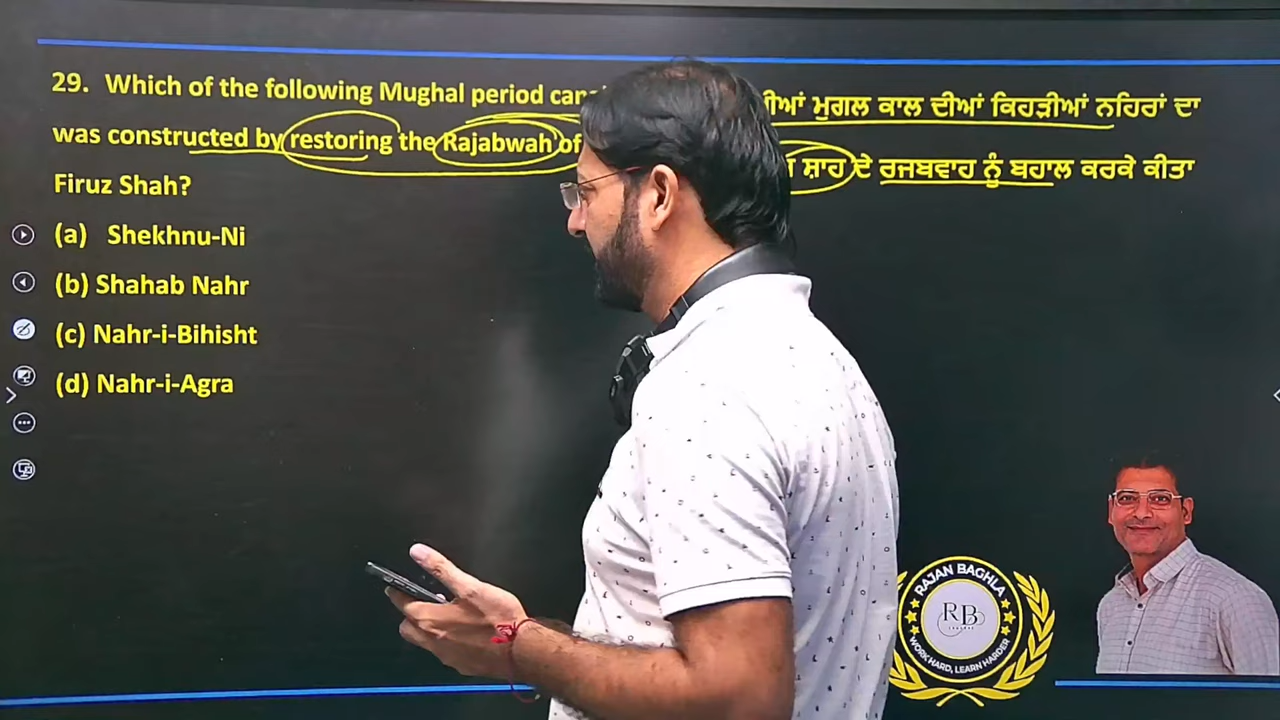 29. Which of the following Mughal period
was constructed by restoring the Rajabwah of
Firuz Shah?
(a) Shekhnu-Ni
(b) Shahab Nahr
(c) Nahr-i-Bihisht
(d) Nahr-i-Agra
ਮੁਗਲ ਕਾਲ ਦੀਆਂ ਕਿਹੜੀਆਂ ਨਹਿਰਾਂ ਦਾ
ਸ਼ਾਹ ਦੇ ਰਜਬਵਾਹ ਨੂੰ ਬਹਾਲ ਕਰਕੇ ਕੀਤਾ
RAJAN BAGHLA
RB
WORK HARD, LEARN HARDER